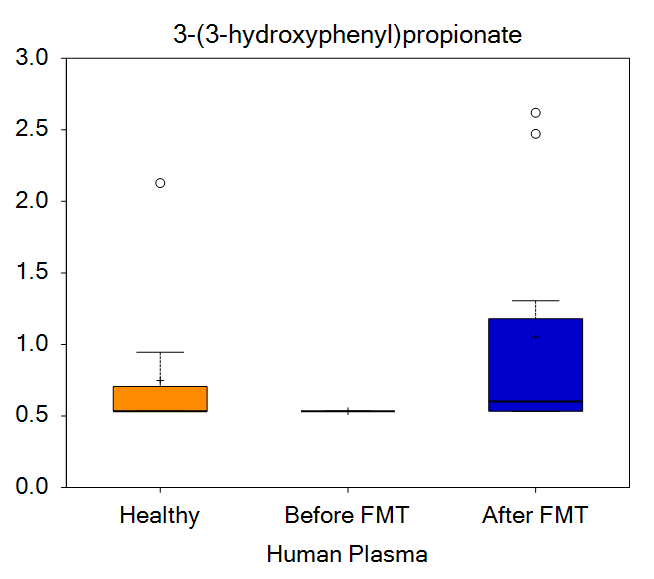 3-(3-hydroxyphenyl)propionate
3.0
2.5
2.0
1.5
1.0
0.5
0.0
Healthy Before FMT After FMT
Human Plasma